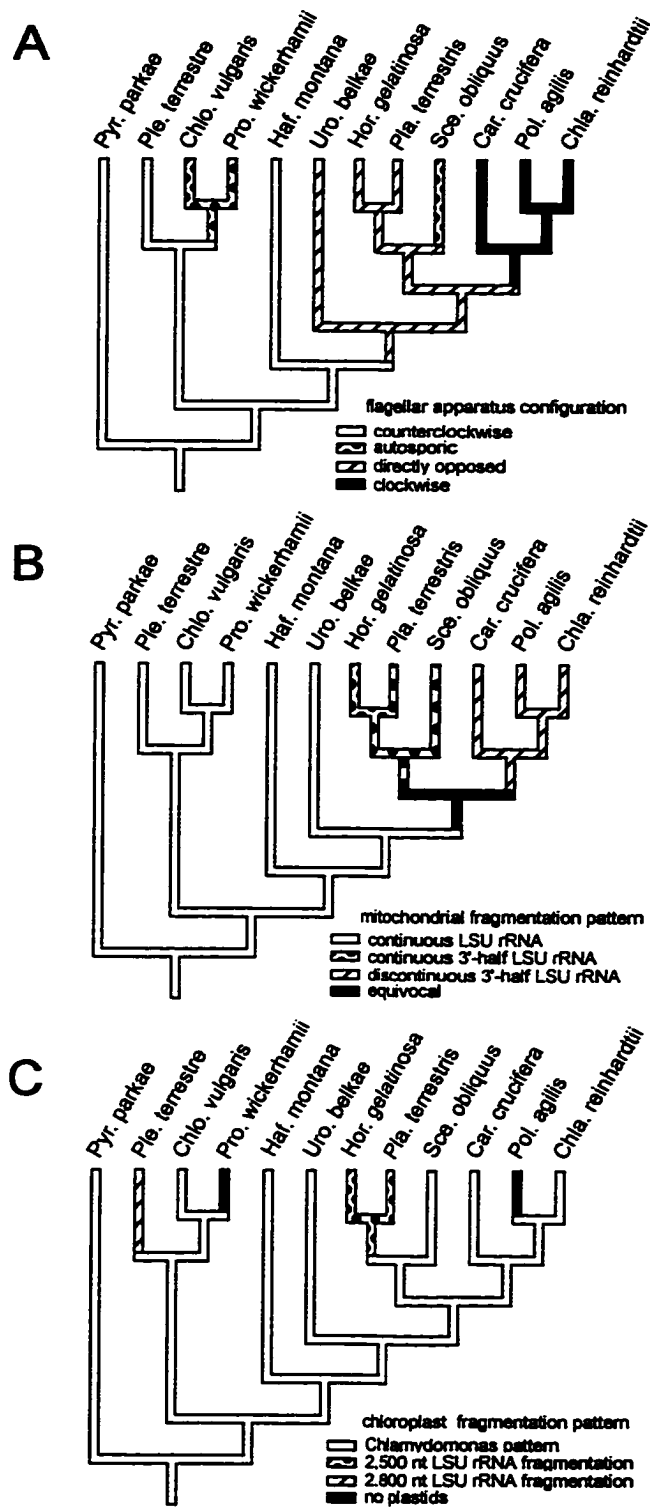 A
Pyr. parkae
Ple. terrestre
Chlo. vulgaris
Pro. wickerhamii
Haf. montana
Uro. belkae
Hor. gelatinosa
Pla. terrestris
Sce. obliquus
Car. crucifera
Pol. agilis
Chla. reinhardtii
flagellar apparatus configuration
counterclockwise
autosporic
directly opposed
clockwise
B
Pyr. parkae
Ple. terrestre
Chlo. vulgaris
Pro. wickerhamii
Haf. montana
Uro. belkae
Hor. gelatinosa
Pla. terrestris
Sce. obliquus
Car. crucifera
Pol. agilis
Chla. reinhardtii
mitochondrial fragmentation pattern
continuous LSU rRNA
continuous 3'-half LSU rRNA
discontinuous 3'-half LSU rRNA
equivocal
C
Pyr. parkae
Ple. terrestre
Chlo. vulgaris
Pro. wickerhamii
Haf. montana
Uro. belkae
Hor. gelatinosa
Pla. terrestris
Sce. obliquus
Car. crucifera
Pol. agilis
Chla. reinhardtii
chloroplast fragmentation pattern
Chlamydomonas pattern
2,500 nt LSU rRNA fragmentation
2.800 nt LSU rRNA fragmentation
no plastids